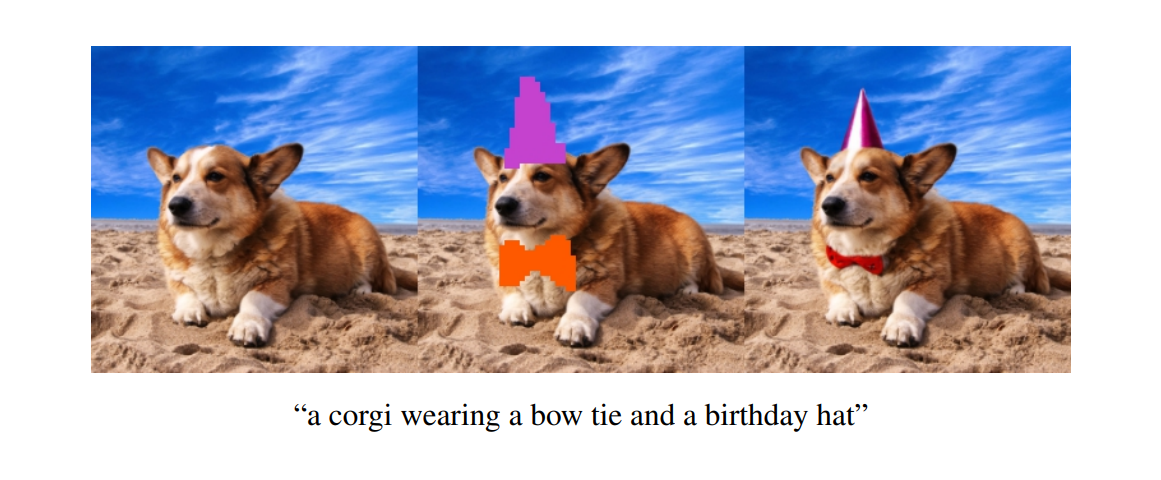 “a corgi wearing a bow tie and a birthday hat”